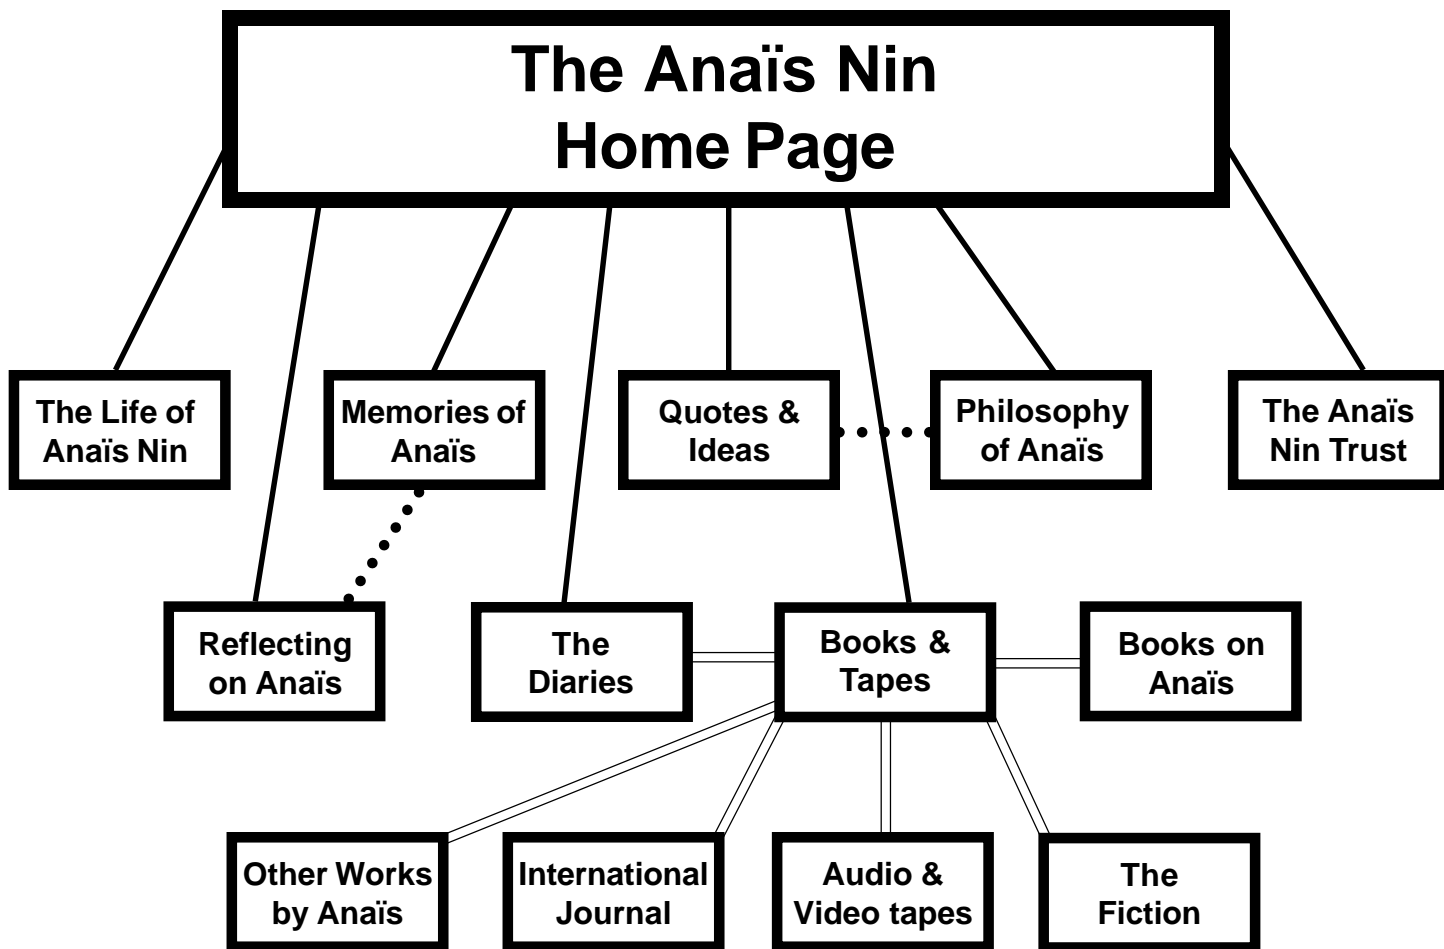 The Anaïs Nin
Home Page
The Life of
Anaïs Nin
Memories of
Anaïs
Quotes &
Ideas
Philosophy
of Anaïs
The Anaïs
Nin Trust
Reflecting
on Anaïs
The
Diaries
Books &
Tapes
Books on
Anaïs
Other Works
by Anaïs
International
Journal
Audio &
Video tapes
The
Fiction